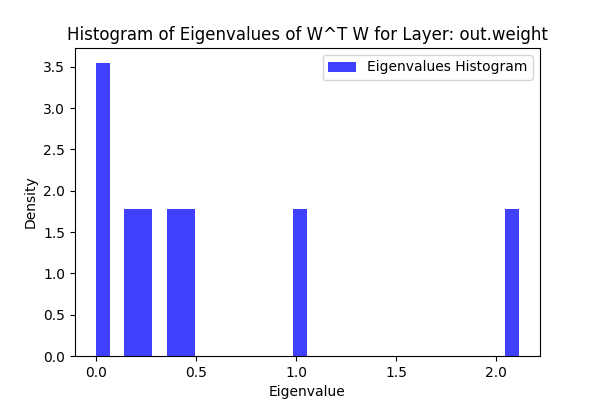 Histogram of Eigenvalues of W^T W for Layer: out.weight
Eigenvalues Histogram
3.5
3.0
2.5
2.0
1.5
1.0
0.5
0.0
Density
0.0 0.5 1.0 1.5 2.0
Eigenvalue